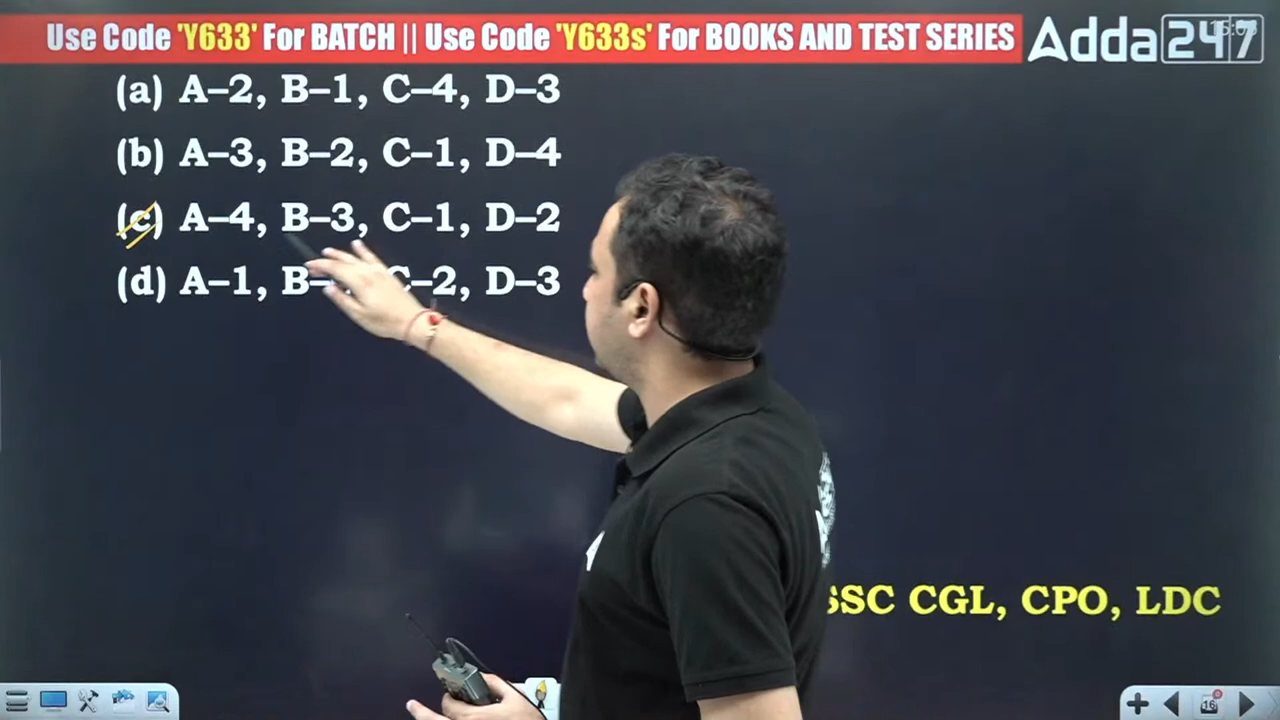 Use Code 'Y633' For BATCH || Use Code 'Y633s' For BOOKS AND TEST SERIES
Adda247
(a) A–2, B–1, C–4, D–3
(b) A–3, B–2, C–1, D–4
(c) A–4, B–3, C–1, D–2
(d) A–1, C–2, D–3
SSC CGL, CPO, LDC
16